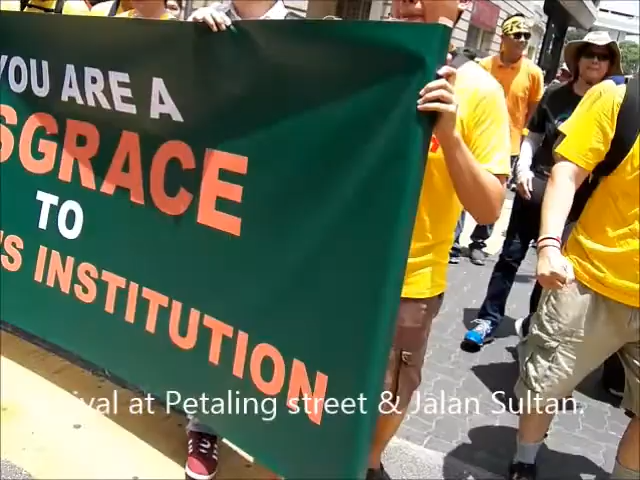 YOU ARE A
SGRACE
TO
S INSTITUTION
ival at Petaling street & Jalan Sultan.